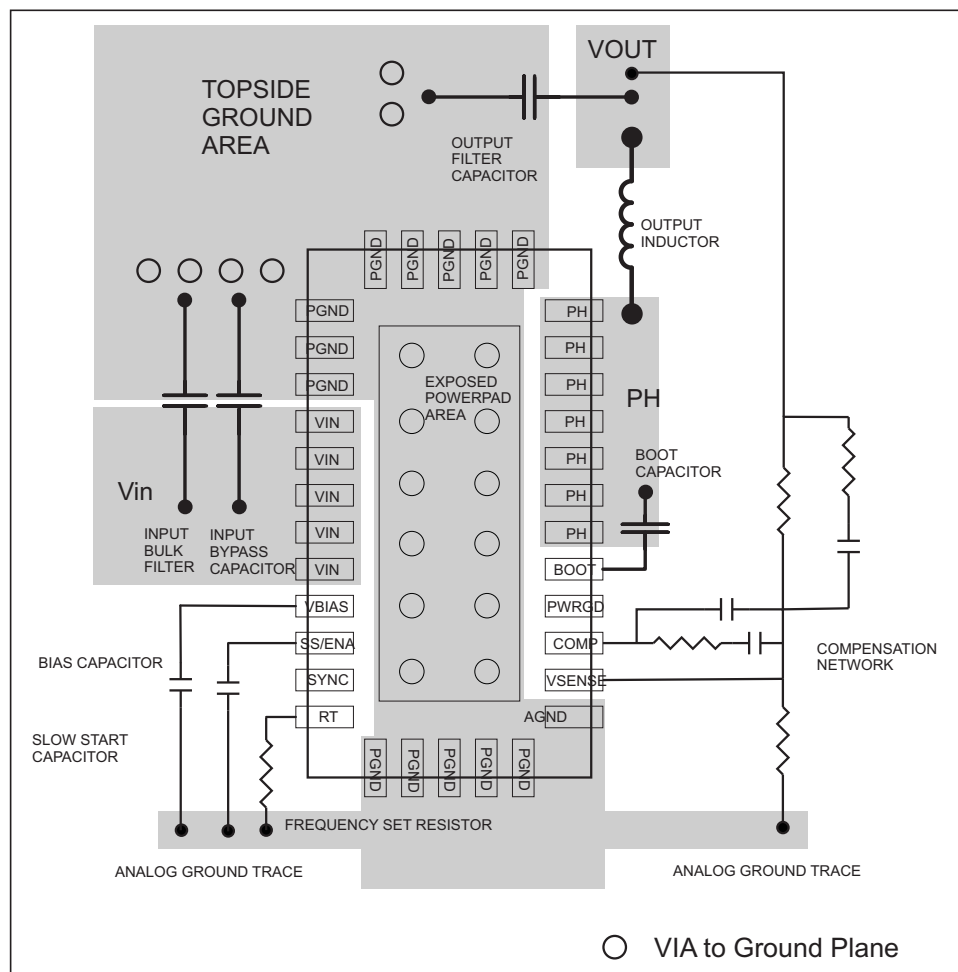 TOPSIDE
GROUND
AREA
VOUT
OUTPUT
FILTER
CAPACITOR
OUTPUT
INDUCTOR
PGND
PGND
PGND
PGND
PGND
PGND
PGND
PGND
VIN
VIN
VIN
VIN
VIN
VBIAS
SS/ENA
SYNC
RT
EXPOSED
POWERPAD
AREA
PH
PH
PH
PH
PH
PH
PH
BOOT
PWRGD
COMP
VSENSE
AGND
PH
BOOT
CAPACITOR
Vin
INPUT
BULK
FILTER
INPUT
BYPASS
CAPACITOR
BIAS CAPACITOR
SLOW START
CAPACITOR
COMPENSATION
NETWORK
PGND
PGND
PGND
PGND
PGND
FREQUENCY SET RESISTOR
ANALOG GROUND TRACE
ANALOG GROUND TRACE
VIA to Ground Plane